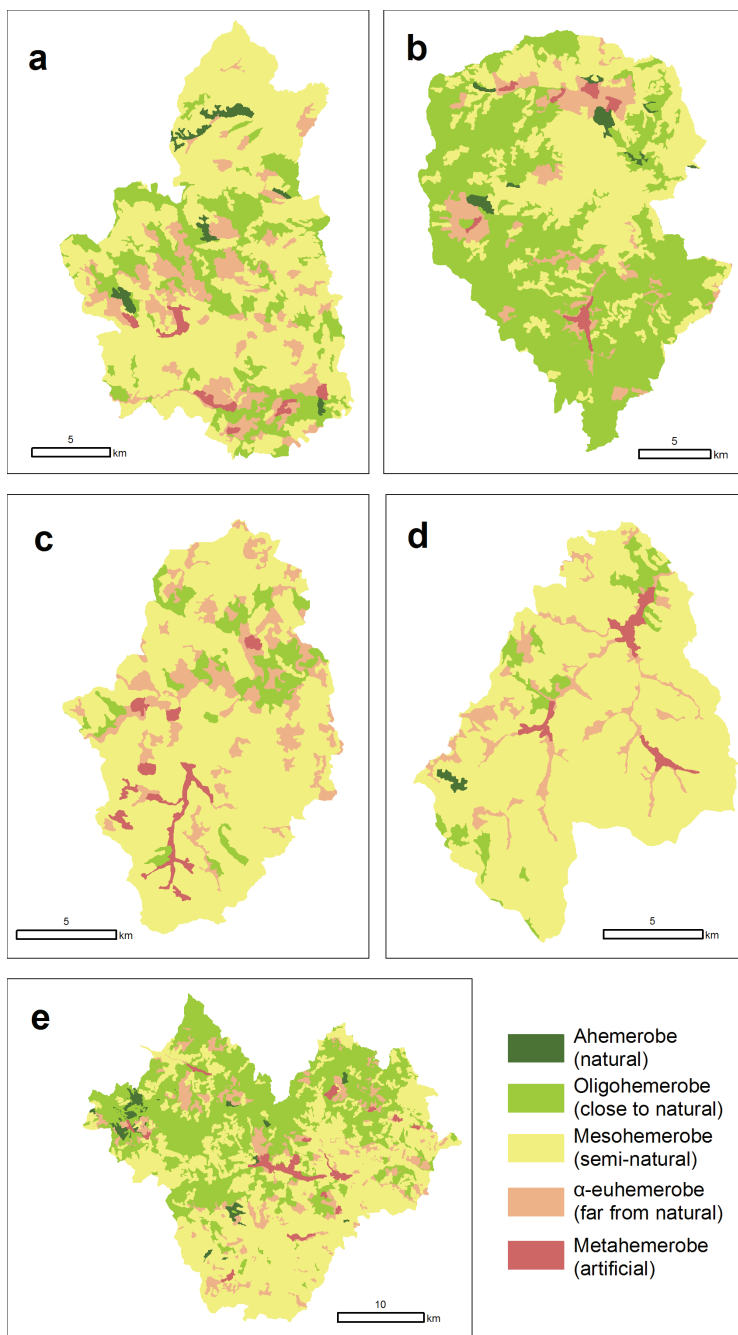 a
5
km
b
5
km
c
5
km
d
5
km
e
10
km
Ahemerobe
(natural)
Oligohemerobe
(close to natural)
Mesohemerobe
(semi-natural)
α-euhemerobe
(far from natural)
Metahemerobe
(artificial)